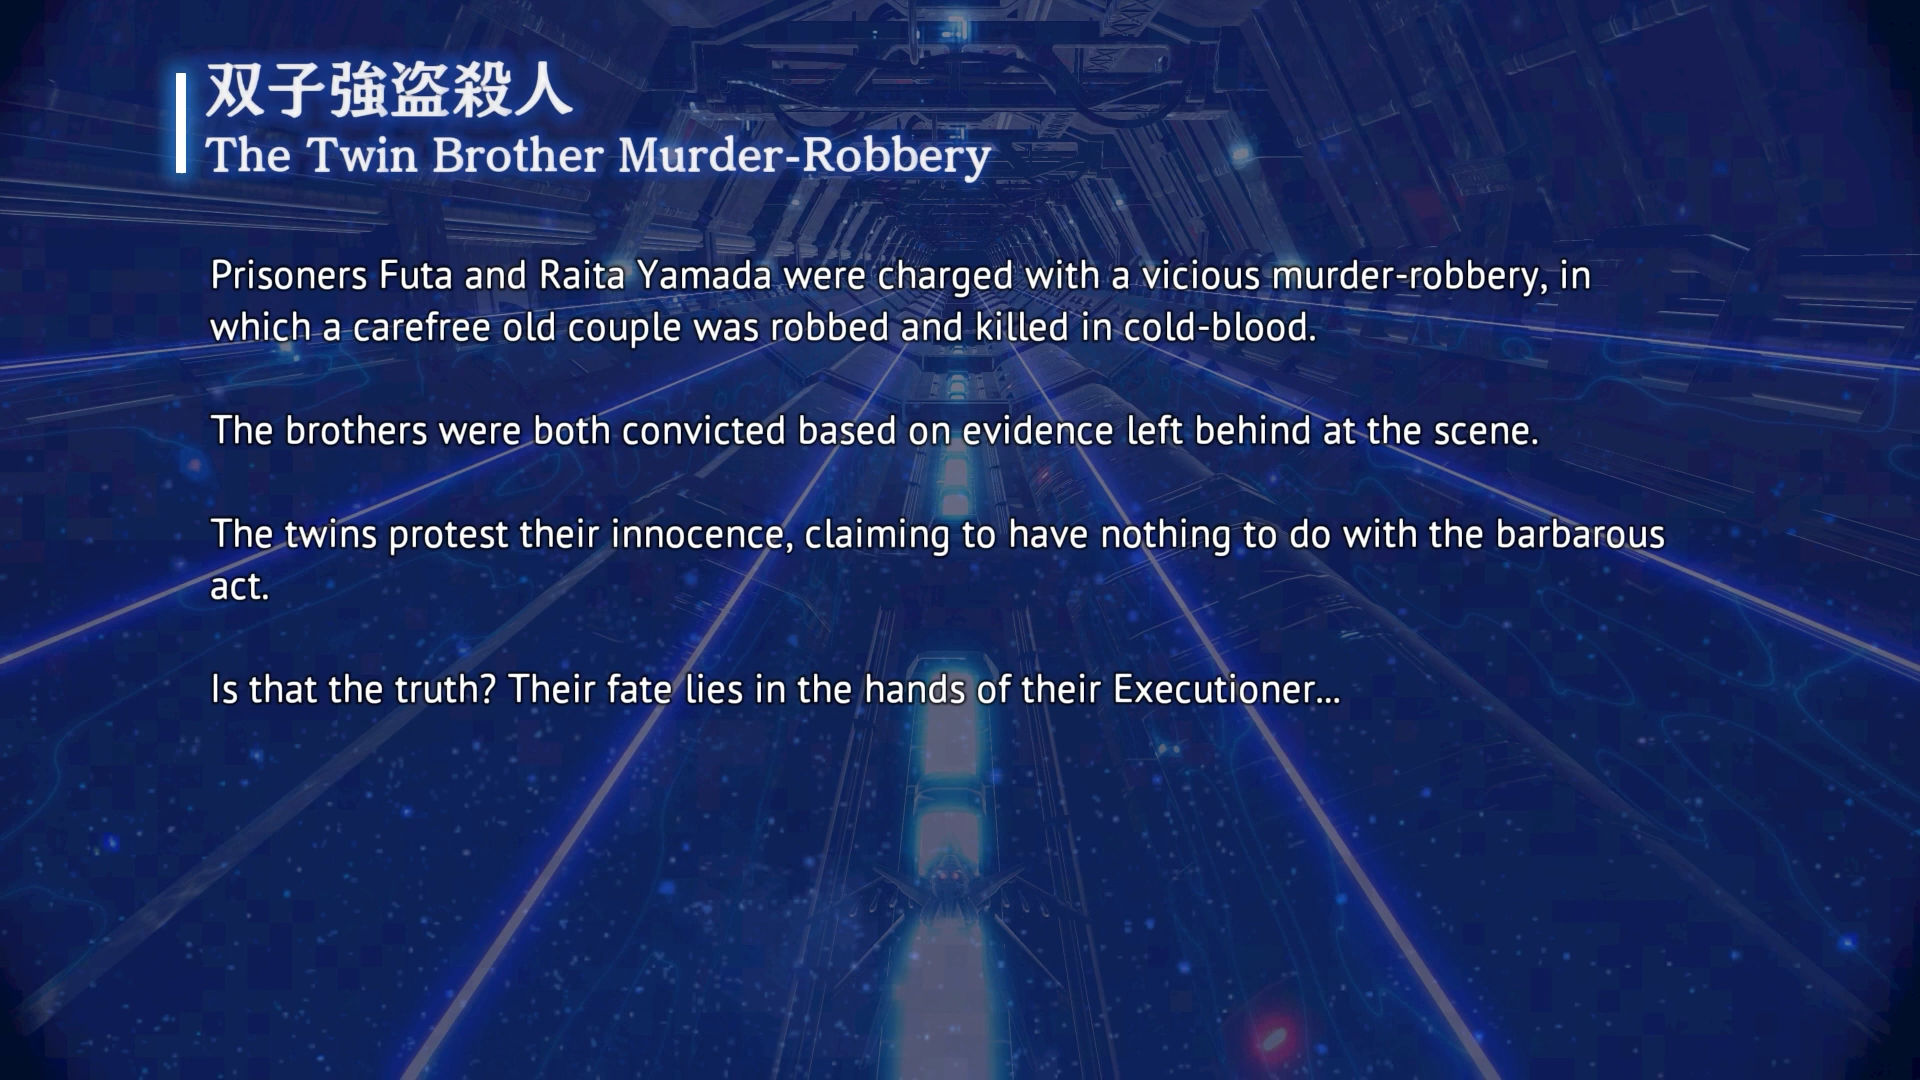 双子強盗殺人
The Twin Brother Murder-Robbery
Prisoners Futa and Raita Yamada were charged with a vicious murder-robbery, in
which a carefree old couple was robbed and killed in cold-blood.
The brothers were both convicted based on evidence left behind at the scene.
The twins protest their innocence, claiming to have nothing to do with the barbarous
act.
Is that the truth? Their fate lies in the hands of their Executioner...